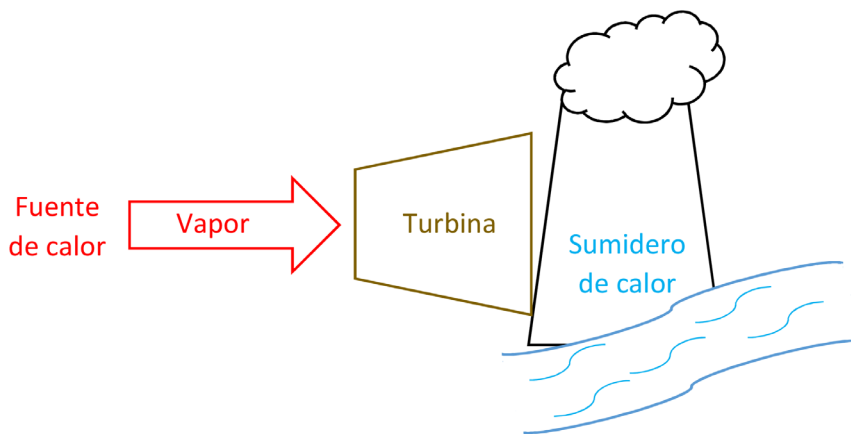 Fuente
de calor
Vapor
Turbina
Sumidero
de calor